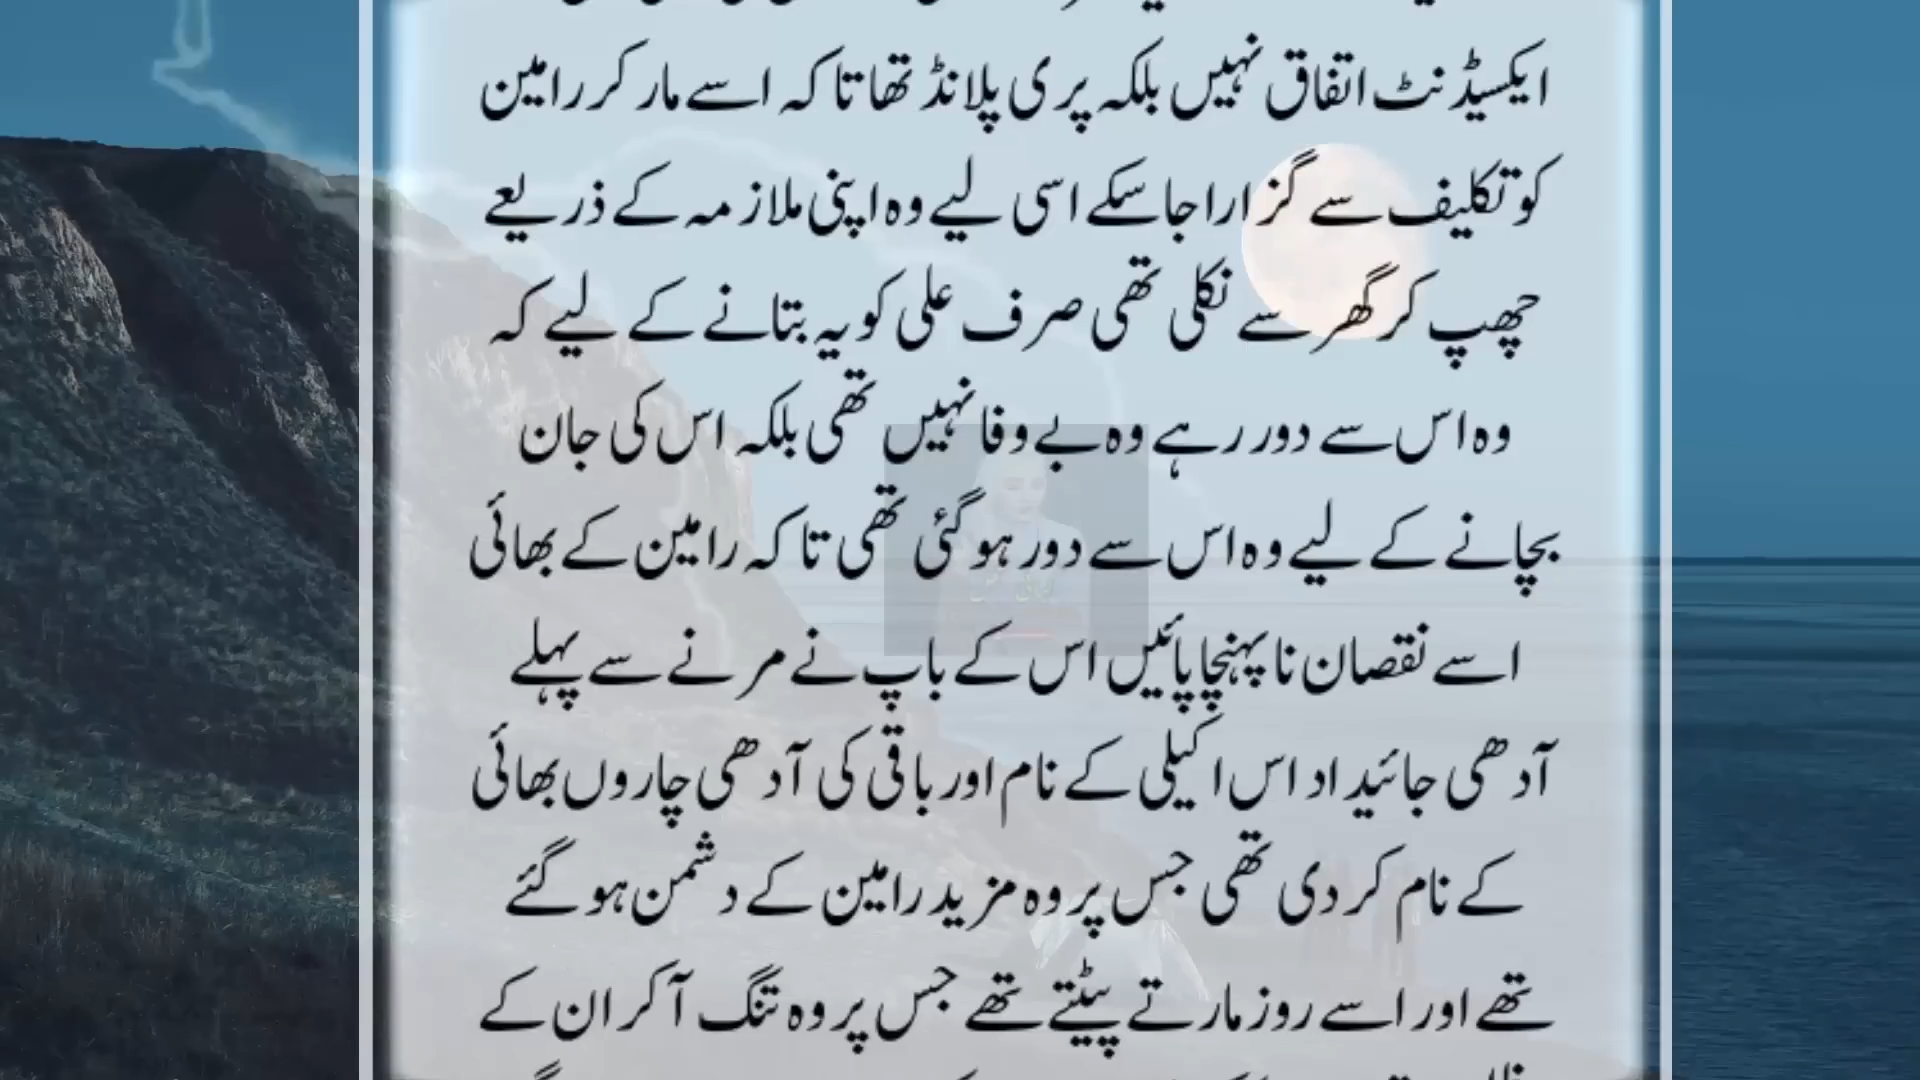 ایکسیڈنٹ اتفاق نہیں بلکہ پری پلانڈ تھا تاکہ اسے مار کر رامین
کو تکلیف سے گزارا جا سکے اسی لیے وہ اپنی ملازمہ کے ذریعے
چھپ کر گھر سے نکلی تھی صرف علی کو یہ بتانے کے لیے کہ
وہ اس سے دور رہے وہ بے وفا نہیں تھی بلکہ اس کی جان
بچانے کے لیے وہ اس سے دور ہو گئی تھی تاکہ رامین کے بھائی
اسے نقصان نا پہنچا پائیں اس کے باپ نے مرنے سے پہلے
آدھی جائیداد اس اکیلی کے نام اور باقی کی آدھی چاروں بھائی
کے نام کر دی تھی جس پر وہ مزید رامین کے دشمن ہو گئے
تھے اور اسے روز مارتے پیٹتے تھے جس پر وہ تنگ آ کر ان کے